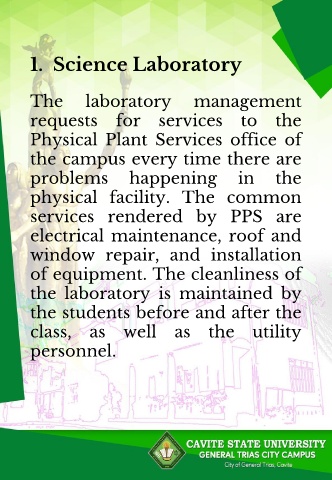 1. Science Laboratory
The laboratory management
requests for services to the
Physical Plant Services office of
the campus every time there are
problems happening in the
physical facility. The common
services rendered by PPS are
electrical maintenance, roof and
window repair, and installation
of equipment. The cleanliness of
the laboratory is maintained by
the students before and after the
class, as well as the utility
personnel.
CAVITE STATE UNIVERSITY
GENERAL TRIAS CITY CAMPUS
City of General Trias, Cavite